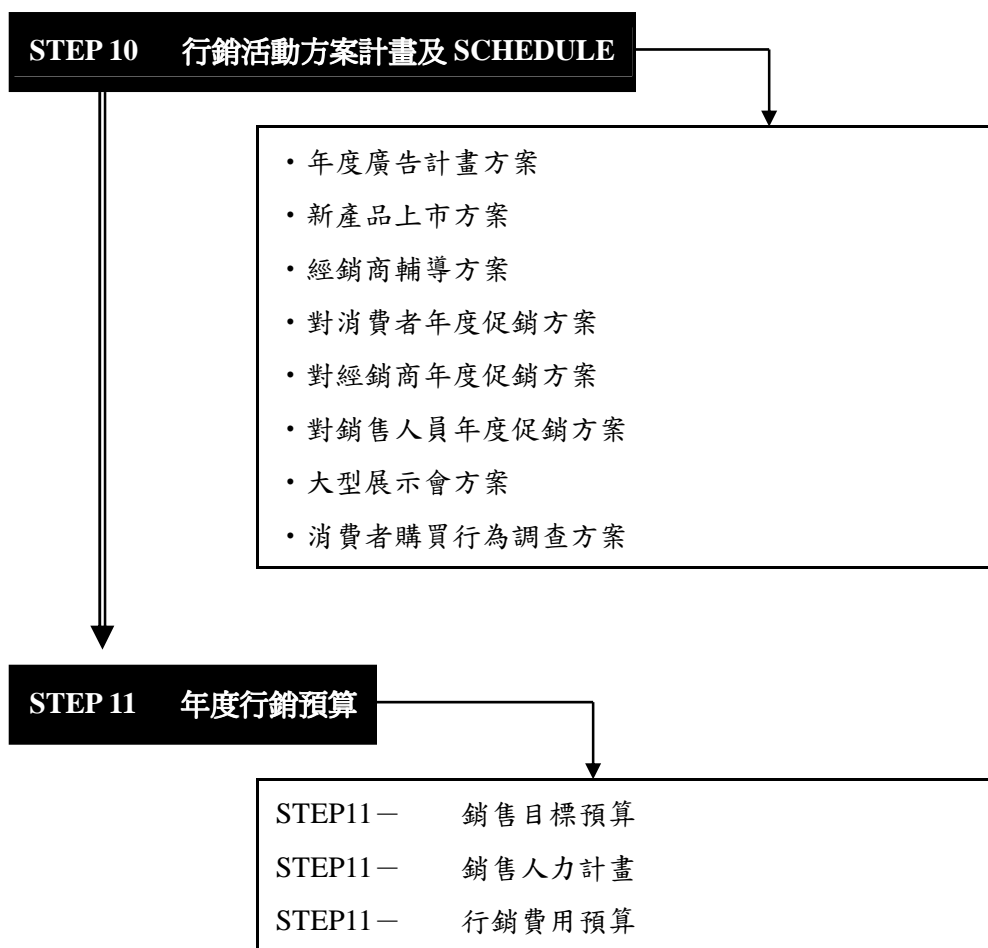 STEP 10 行銷活動方案計畫及 SCHEDULE
・年度廣告計畫方案
・新產品上市方案
・經銷商輔導方案
・對消費者年度促銷方案
・對經銷商年度促銷方案
・對銷售人員年度促銷方案
・大型展示會方案
・消費者購買行為調查方案
STEP 11 年度行銷預算
STEP11－ 銷售目標預算
STEP11－ 銷售人力計畫
STEP11－ 行銷費用預算